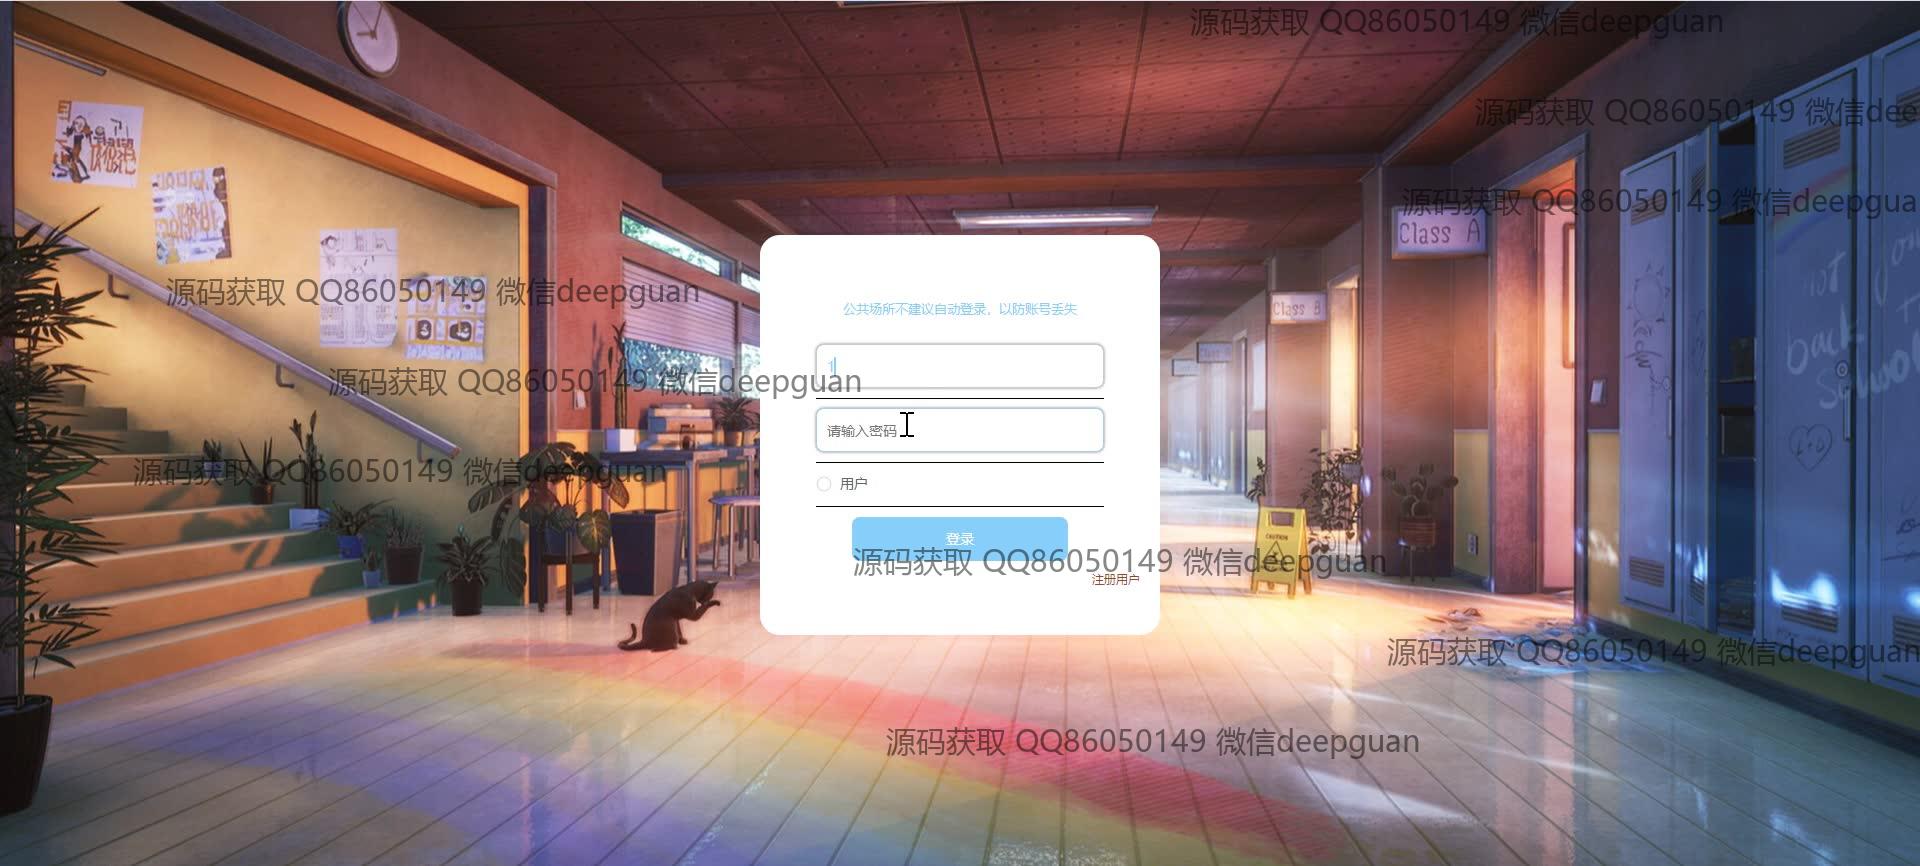 源码获取 QQ86050149 微信deepguan
源码获取 QQ86050149 微信dee
源码获取 QQ86050149 微信deepgua
Class A
源码获取 QQ86050149 微信deepguan
Class B
公共场所不建议自动登录，以防账号丢失
1
源码获取 QQ86050149 微信deepguan
not you
back to
School
请输入密码
源码获取 QQ86050149 微信deepguan
用户
登录
源码获取 QQ86050149 微信deepguan
CAUTION
注册用户
源码获取 QQ86050149 微信deepguan
源码获取 QQ86050149 微信deepguan